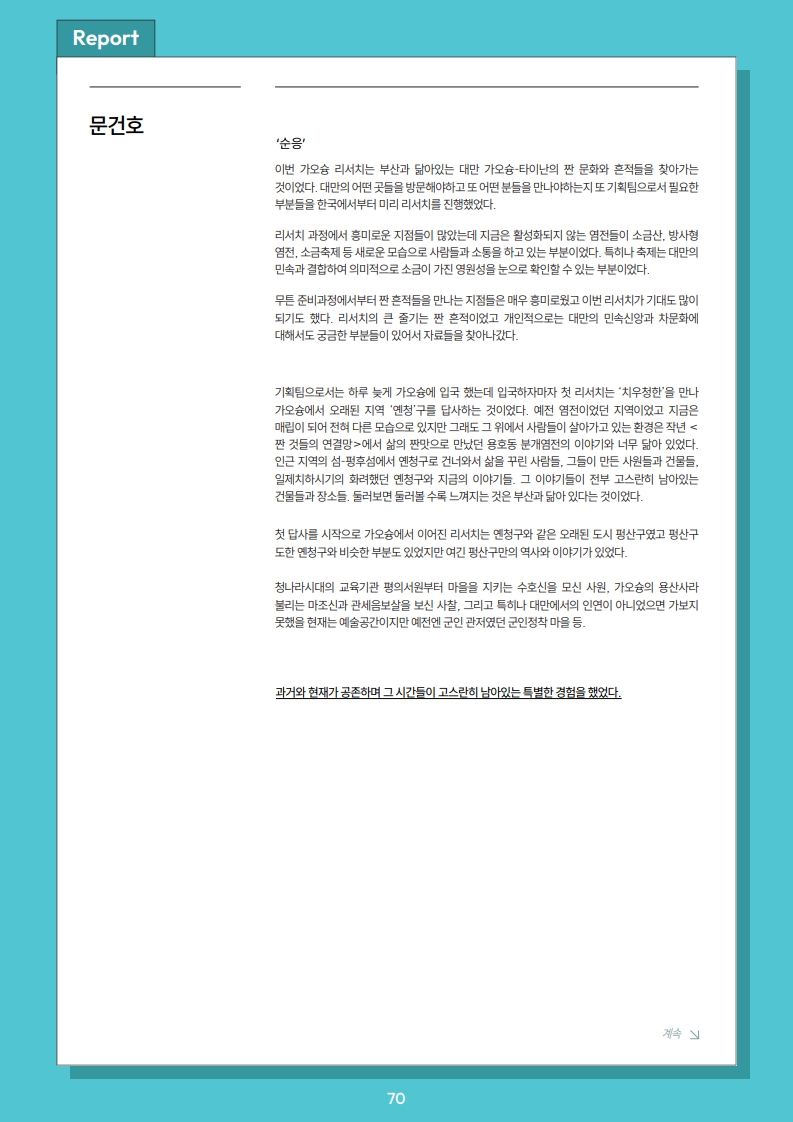 Report
문건호
'순응'
이번 가오슝 리서치는 부산과 닮아있는 대만 가오슝-타이난의 짠 문화와 흔적들을 찾아가는
것이었다. 대만의 어떤 곳들을 방문해야하고 또 어떤 분들을 만나야하는지 또 기획팀으로서 필요한
부분들을 한국에서부터 미리 리서치를 진행했었다.
리서치 과정에서 흥미로운 지점들이 많았는데 지금은 활성화되지 않는 염전들이 소금산, 방사형
염전, 소금축제 등 새로운 모습으로 사람들과 소통을 하고 있는 부분이었다. 특히나 축제는 대만의
민속과 결합하여 의미적으로 소금이 가진 영원성을 눈으로 확인할 수 있는 부분이었다.
무튼 준비과정에서부터 짠 흔적들을 만나는 지점들은 매우 흥미로웠고 이번 리서치가 기대도 많이
되기도 했다. 리서치의 큰 줄기는 짠 흔적이었고 개인적으로는 대만의 민속신앙과 차문화에
대해서도 궁금한 부분들이 있어서 자료들을 찾아나갔다.
기획팀으로서는 하루 늦게 가오슝에 입국 했는데 입국하자마자 첫 리서치는 '치우청한'을 만나
가오슝에서 오래된 지역 '옌청'구를 답사하는 것이었다. 예전 염전이었던 지역이었고 지금은
매립이 되어 전혀 다른 모습으로 있지만 그래도 그 위에서 사람들이 살아가고 있는 환경은 작년 <
짠 것들의 연결망>에서 삶의 짠맛으로 만났던 용호동 분개염전의 이야기와 너무 닮아 있었다.
인근 지역의 섬-펑후섬에서 옌청구로 건너와서 삶을 꾸린 사람들, 그들이 만든 사원들과 건물들,
일제치하시기의 화려했던 옌청구와 지금의 이야기들. 그 이야기들이 전부 고스란히 남아있는
건물들과 장소들. 둘러보면 둘러볼 수록 느껴지는 것은 부산과 닮아 있다는 것이었다.
첫 답사를 시작으로 가오슝에서 이어진 리서치는 옌청구와 같은 오래된 도시 펑산구였고 펑산구
도한 옌청구와 비슷한 부분도 있었지만 여긴 펑산구만의 역사와 이야기가 있었다.
청나라시대의 교육기관 펑의서원부터 마을을 지키는 수호신을 모신 사원, 가오슝의 용산사라
불리는 마조신과 관세음보살을 보신 사찰, 그리고 특히나 대만에서의 인연이 아니었으면 가보지
못했을 현재는 예술공간이지만 예전엔 군인 관저였던 군인정착 마을 등.
과거와 현재가 공존하며 그 시간들이 고스란히 남아있는 특별한 경험을 했었다.
계속
70